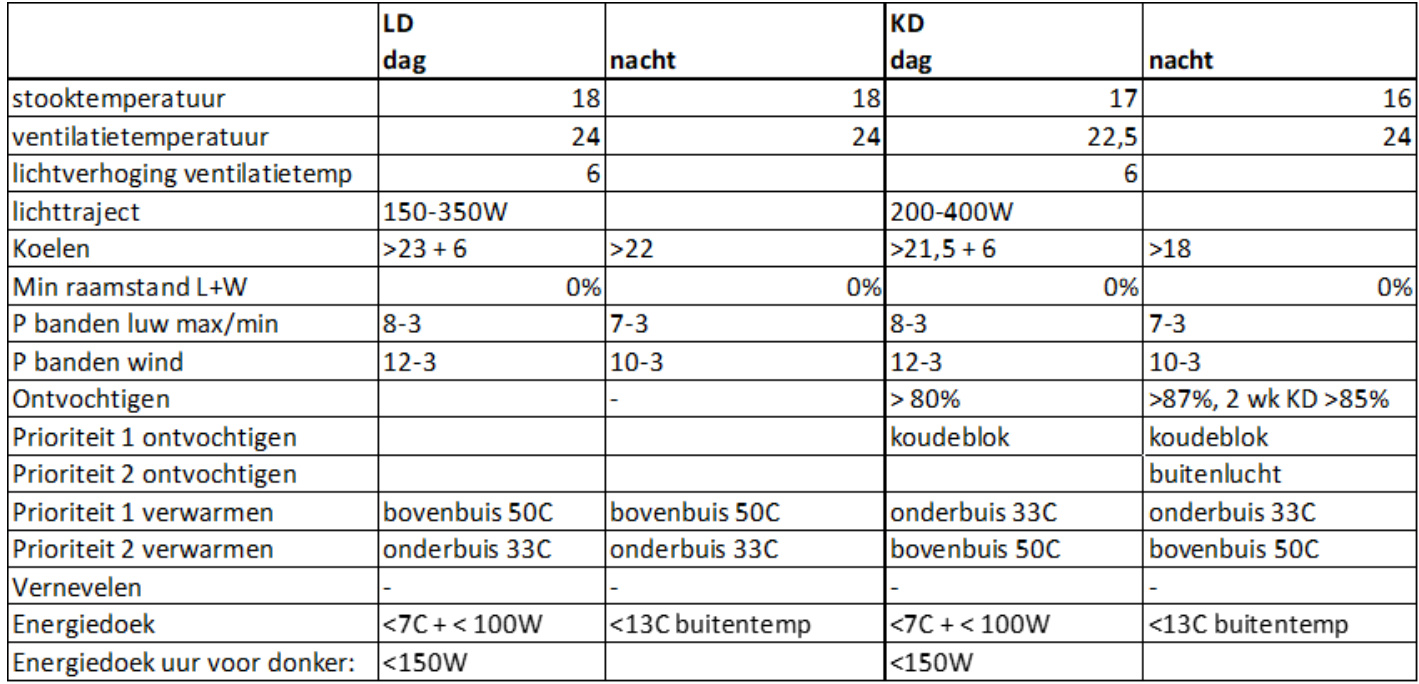 LD KD
dag nacht dag nacht
stooktemperatuur 18 18 17 16
ventilatietemperatuur 24 24 22,5 24
lichtverhoging ventilatietemp 6 6
lichttraject 150-350W 200-400W
Koelen >23 + 6 >22 >21,5 + 6 >18
Min raamstand L+W 0% 0% 0% 0%
P banden luw max/min 8-3 7-3 8-3 7-3
P banden wind 12-3 10-3 12-3 10-3
Ontvochtigen - > 80% >87%, 2 wk KD >85%
Prioriteit 1 ontvochtigen koudeblok koudeblok
Prioriteit 2 ontvochtigen buitenlucht
Prioriteit 1 verwarmen bovenbuis 50C bovenbuis 50C onderbuis 33C onderbuis 33C
Prioriteit 2 verwarmen onderbuis 33C onderbuis 33C bovenbuis 50C bovenbuis 50C
Vernevelen - - - -
Energiedoek <7C + < 100W <13C buitentemp <7C + < 100W <13C buitentemp
Energiedoek uur voor donker: <150W <150W